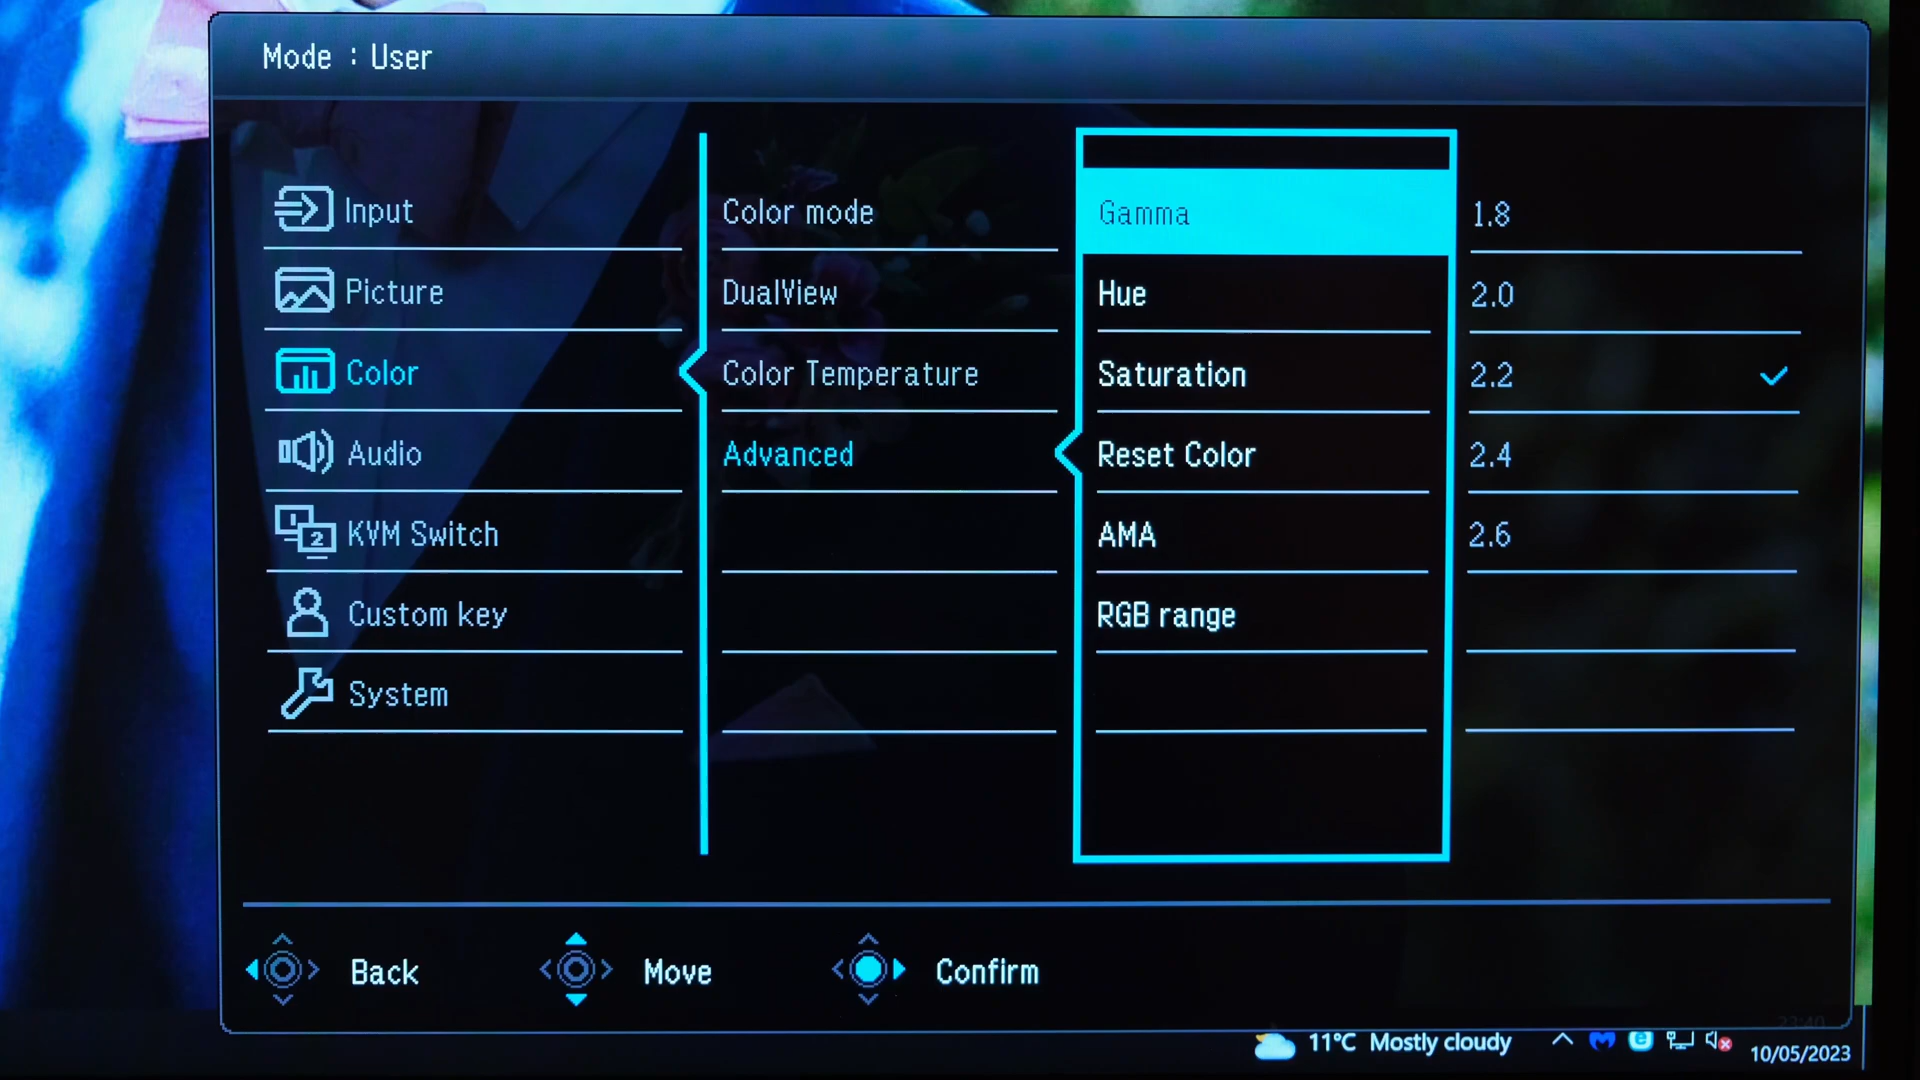 Mode : User
Input
Picture
Color
Audio
KVM Switch
Custom key
System
Color mode
DualView
Color Temperature
Advanced
Gamma
Hue
Saturation
Reset Color
AMA
RGB range
1.8
2.0
2.2
2.4
2.6
Back
Move
Confirm
11°C Mostly cloudy
23:40
10/05/2023